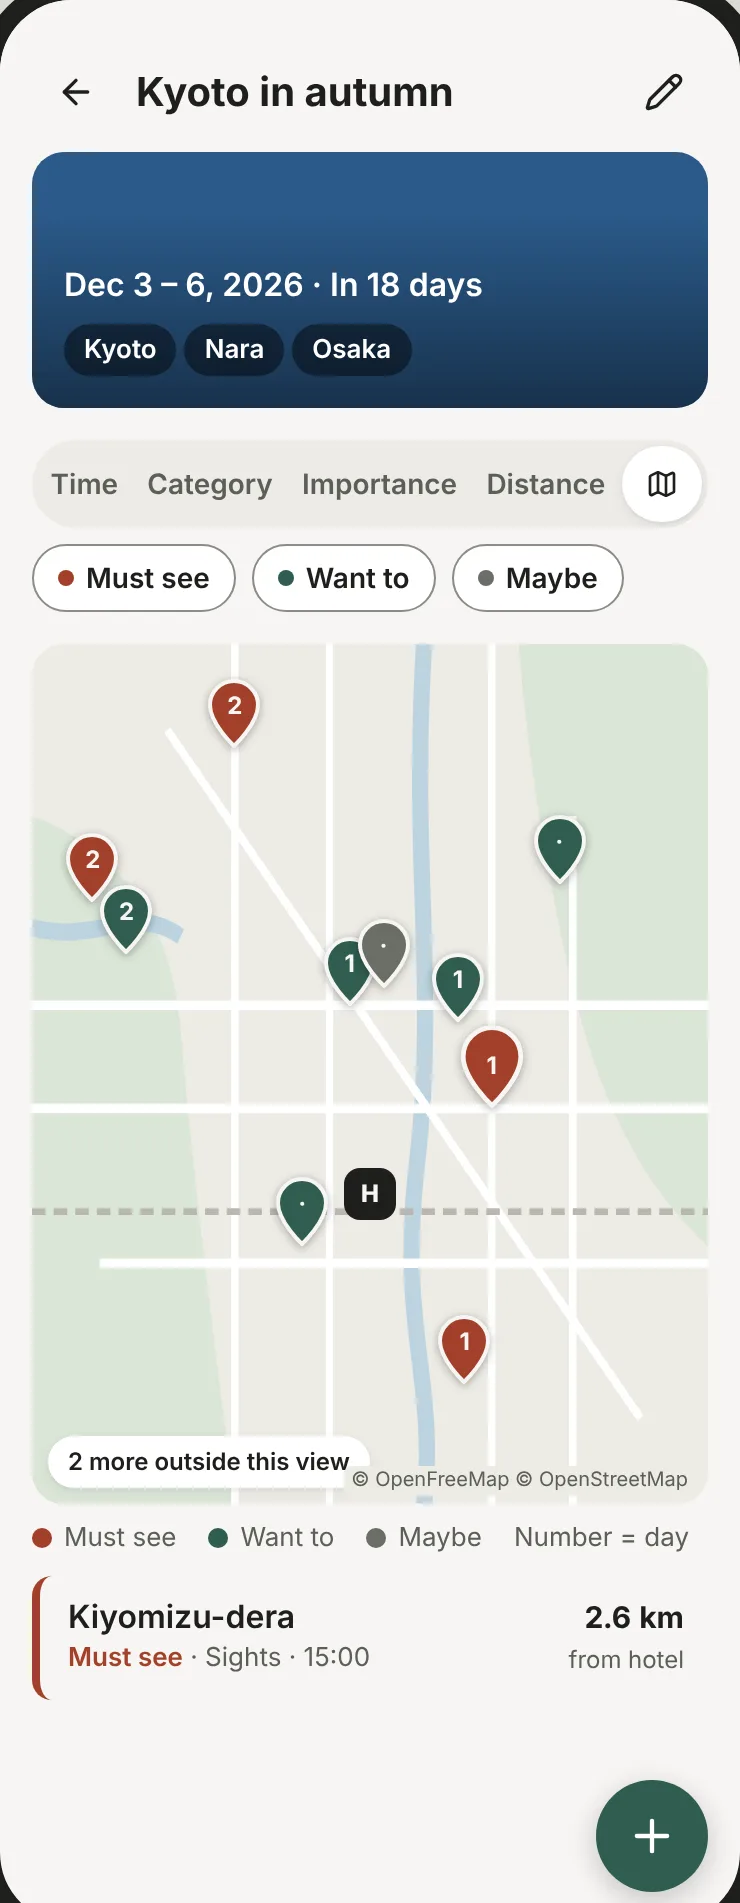 Kyoto in autumn
Dec 3 – 6, 2026 · In 18 days
Kyoto Nara Osaka
Time Category Importance Distance
Must see Want to Maybe
2
·
2
2
1 · 1
1
H
·
1
2 more outside this view
© OpenFreeMap © OpenStreetMap
Must see Want to Maybe Number = day
Kiyomizu-dera 2.6 km
Must see · Sights · 15:00 from hotel